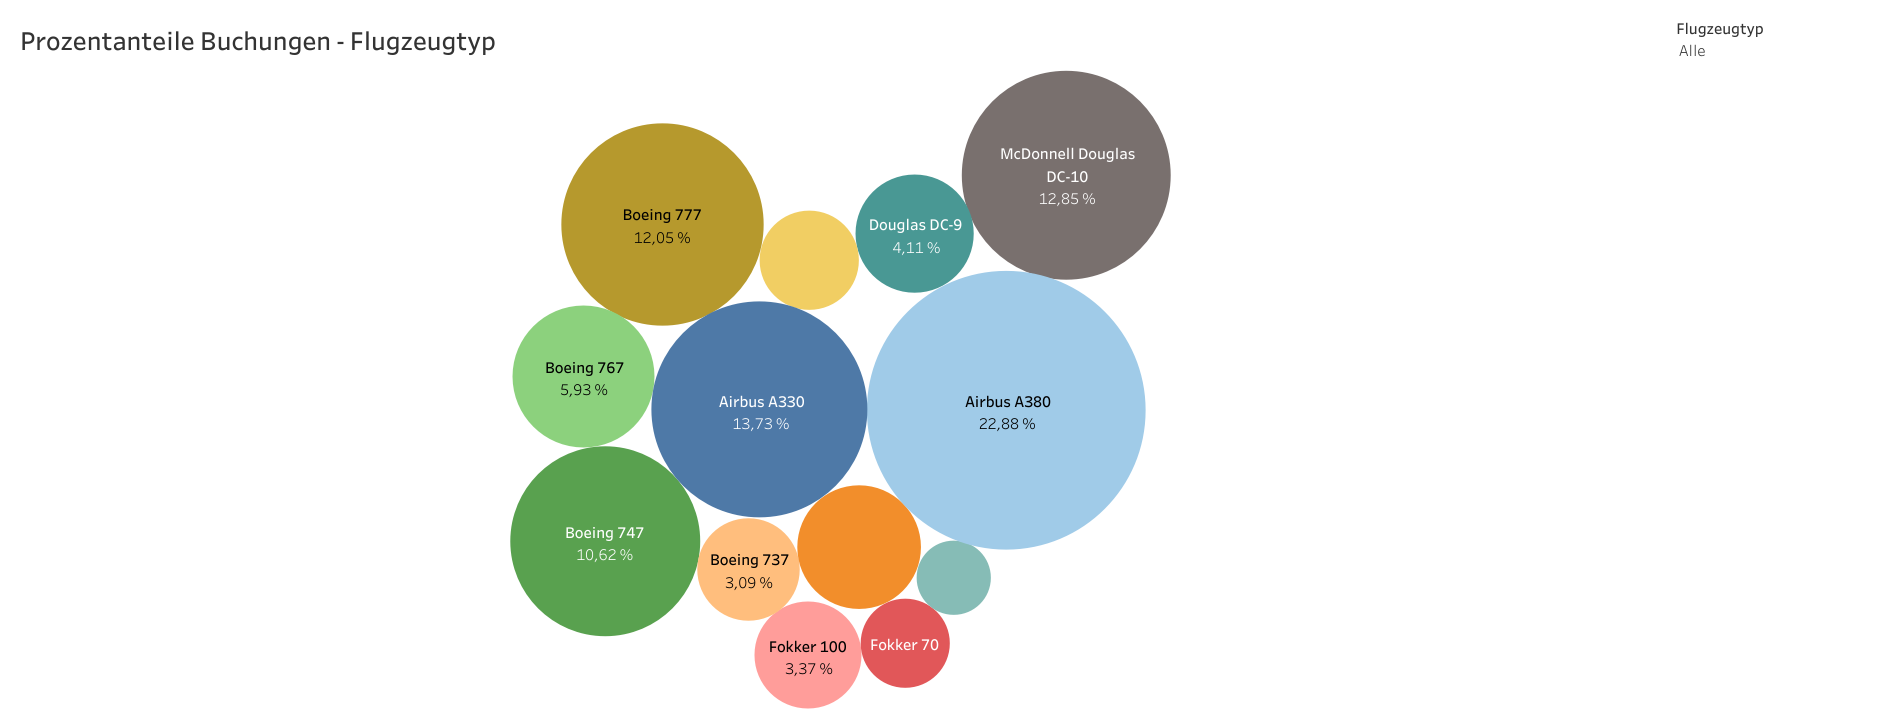 Prozentanteile Buchungen - Flugzeugtyp
Flugzeugtyp
Alle
McDonnell Douglas
DC-10
12,85 %
Boeing 777
12,05 %
Douglas DC-9
4,11 %
Boeing 767
5,93 %
Airbus A330
13,73 %
Airbus A380
22,88 %
Boeing 747
10,62 %
Boeing 737
3,09 %
Fokker 100
3,37 %
Fokker 70